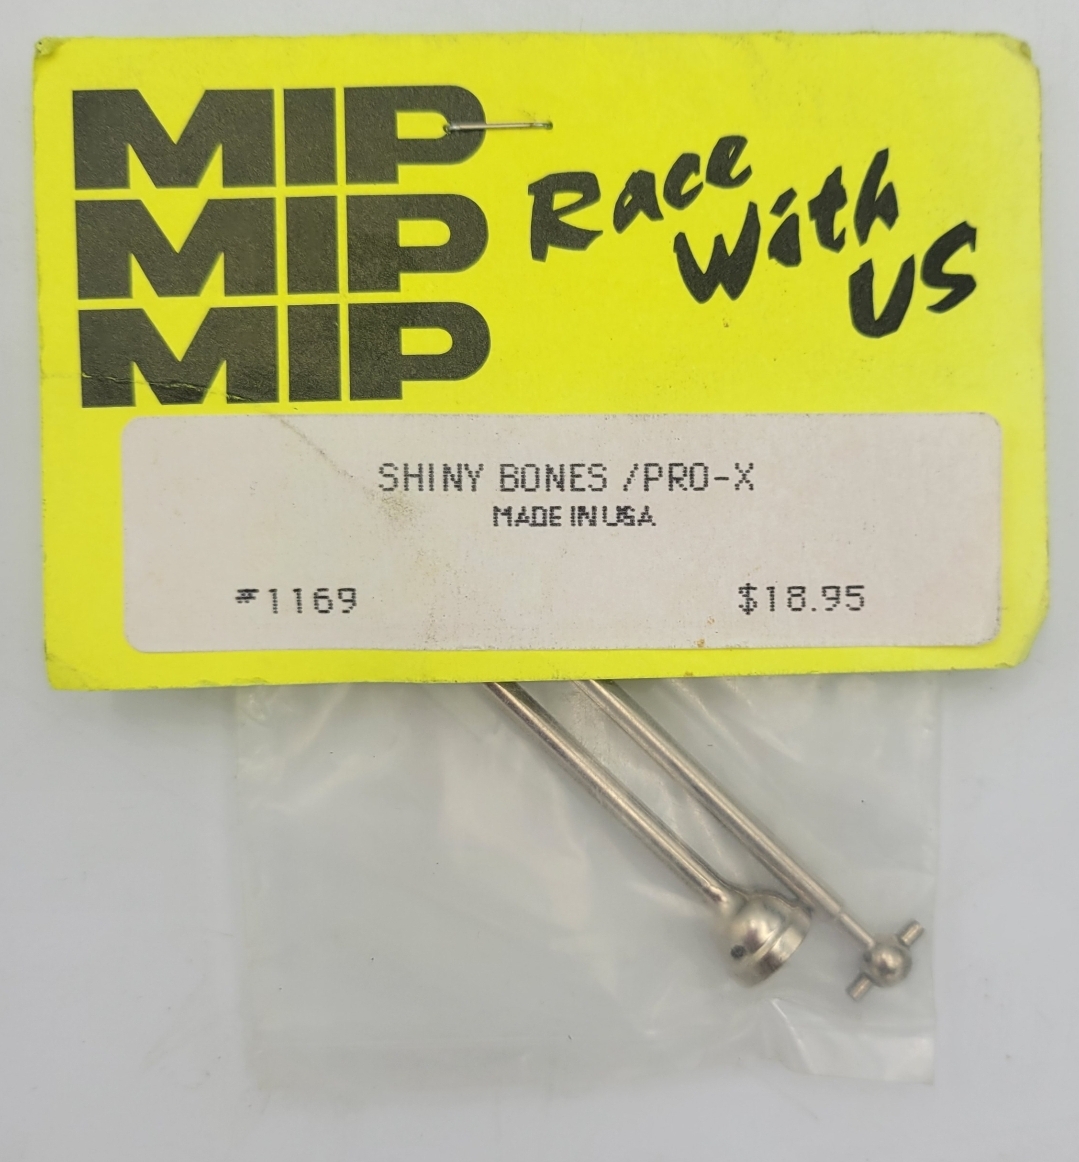 MIP
MIP
MIP
Race
With
US
SHINY BONES /PRO-X
MADE IN USA
#1169
$18.95